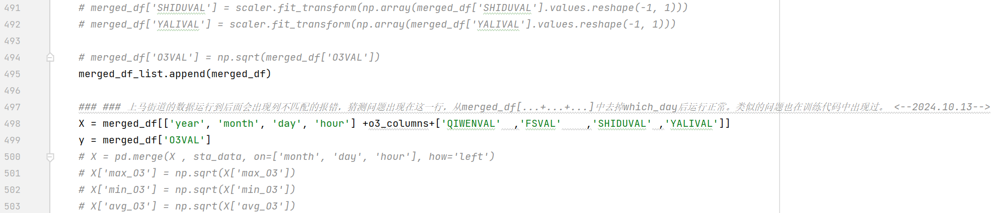 491 # merged_df['SHIDUVAL'] = scaler.fit_transform(np.array(merged_df['SHIDUVAL'].values.reshape(-1, 1)))
492 # merged_df['YALIVAL'] = scaler.fit_transform(np.array(merged_df['YALIVAL'].values.reshape(-1, 1)))
493
494 # merged_df['O3VAL'] = np.sqrt(merged_df['O3VAL'])
495 merged_df_list.append(merged_df)
496
497 ### ### 上马街道的数据运行到后面会出现列不匹配的报错，猜测问题出现在这一行，从merged_df[...+...+...]中去掉which_day后运行正常。类似的问题也在训练代码中出现过。 <--2024.10.13-->
498 X = merged_df[['year', 'month', 'day', 'hour'] +o3_columns+['QIWENVAL'  ,'FSVAL'    ,'SHIDUVAL' ,'YALIVAL']]
499 y = merged_df['O3VAL']
500 # X = pd.merge(X , sta_data, on=['month', 'day', 'hour'], how='left')
501 # X['max_O3'] = np.sqrt(X['max_O3'])
502 # X['min_O3'] = np.sqrt(X['min_O3'])
503 # X['avg_O3'] = np.sqrt(X['avg_O3'])